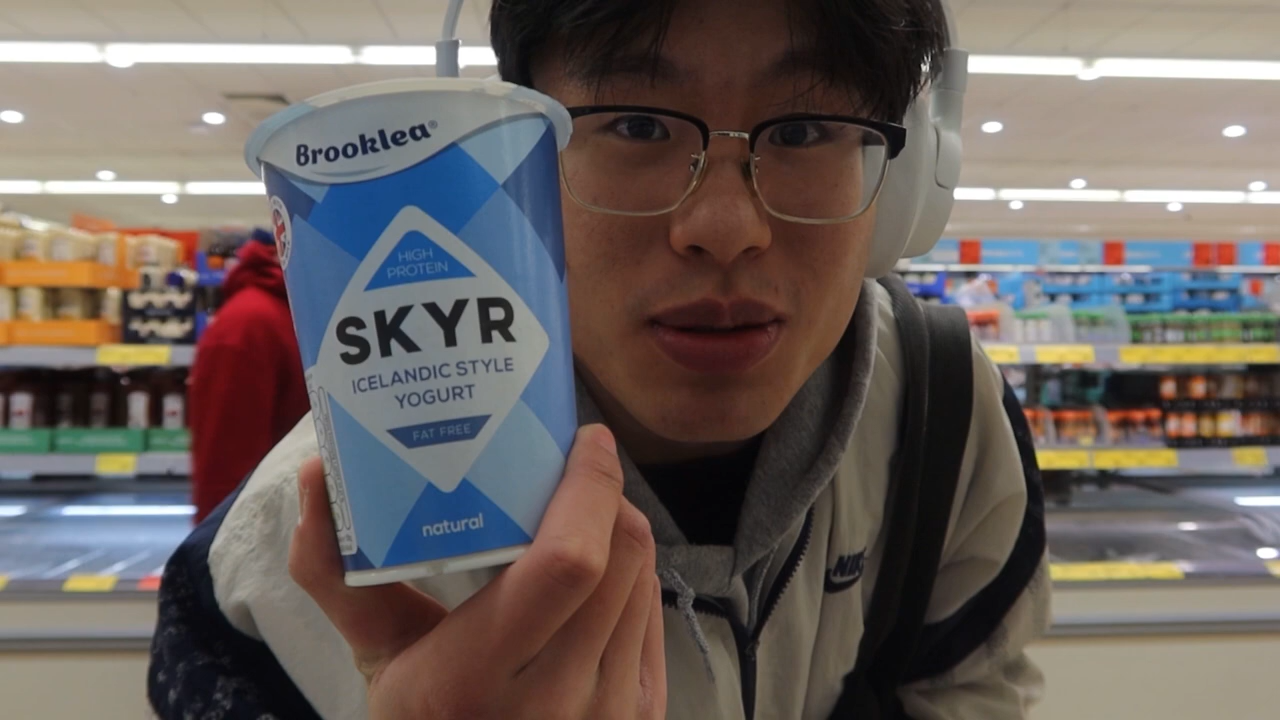 Brooklea®
HIGH
PROTEIN
SKYR
ICELANDIC STYLE
YOGURT
FAT FREE
natural
NIKE